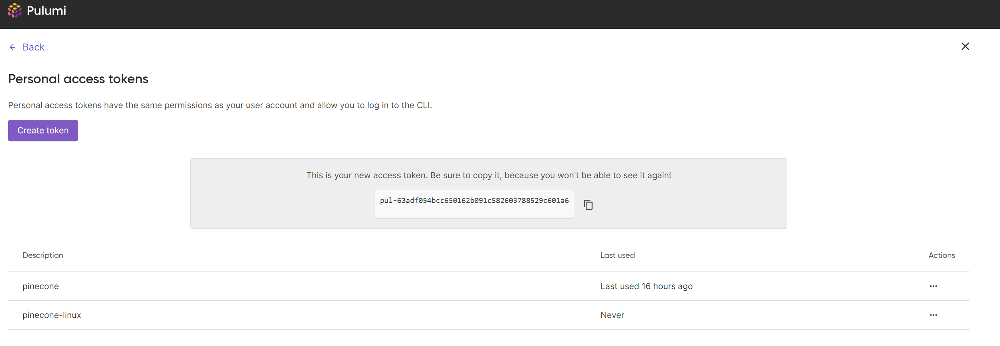 Pulumi
Back
Personal access tokens
Personal access tokens have the same permissions as your user account and allow you to log in to the CLI.
Create token
This is your new access token. Be sure to copy it, because you won't be able to see it again!
pul-63adf054bcc650162b091c582603788529c601a6
Description Last used Actions
pinecone Last used 16 hours ago
pinecone-linux Never